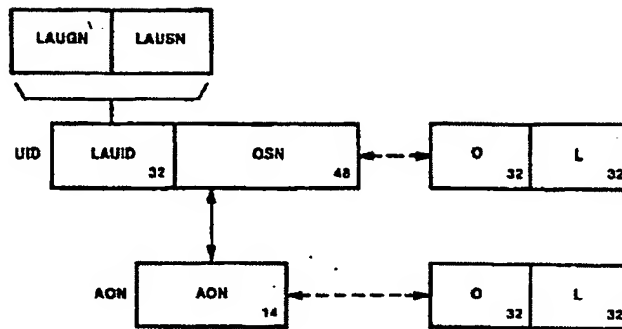 LAUGN LAUSN
UID LAUID 32 OSN 48 O 32 L 32
AON AON 14 O 32 L 32